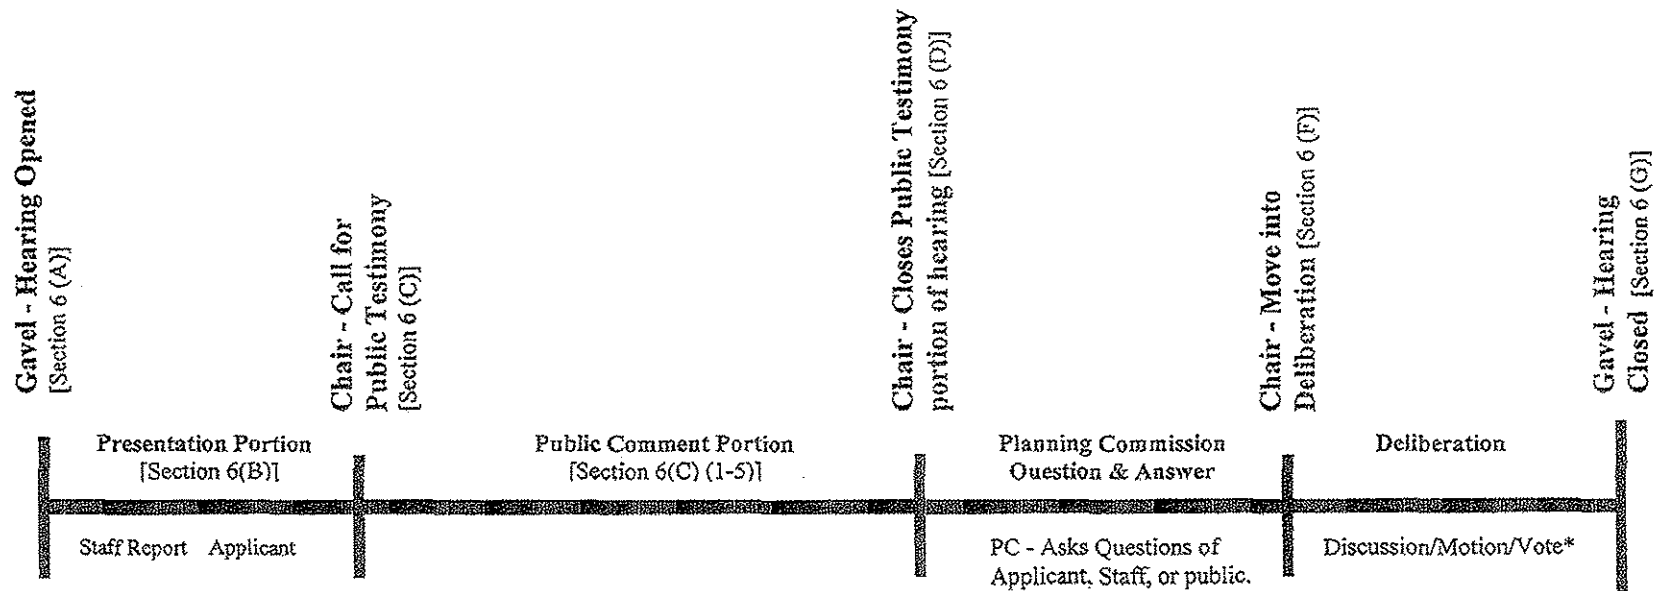 Gavel - Hearing Opened
[Section 6 (A)]
Chair - Call for
Public Testimony
[Section 6 (C)]
Chair - Closes Public Testimony
portion of hearing [Section 6 (D)]
Chair - Move into
Deliberation [Section 6 (F)]
Gavel - Hearing
Closed [Section 6 (G)]
Presentation Portion
[Section 6(B)]
Public Comment Portion
[Section 6(C) (1-5)]
Planning Commission
Question & Answer
Deliberation
Staff Report Applicant
PC - Asks Questions of
Applicant, Staff, or public.
Discussion/Motion/Vote*